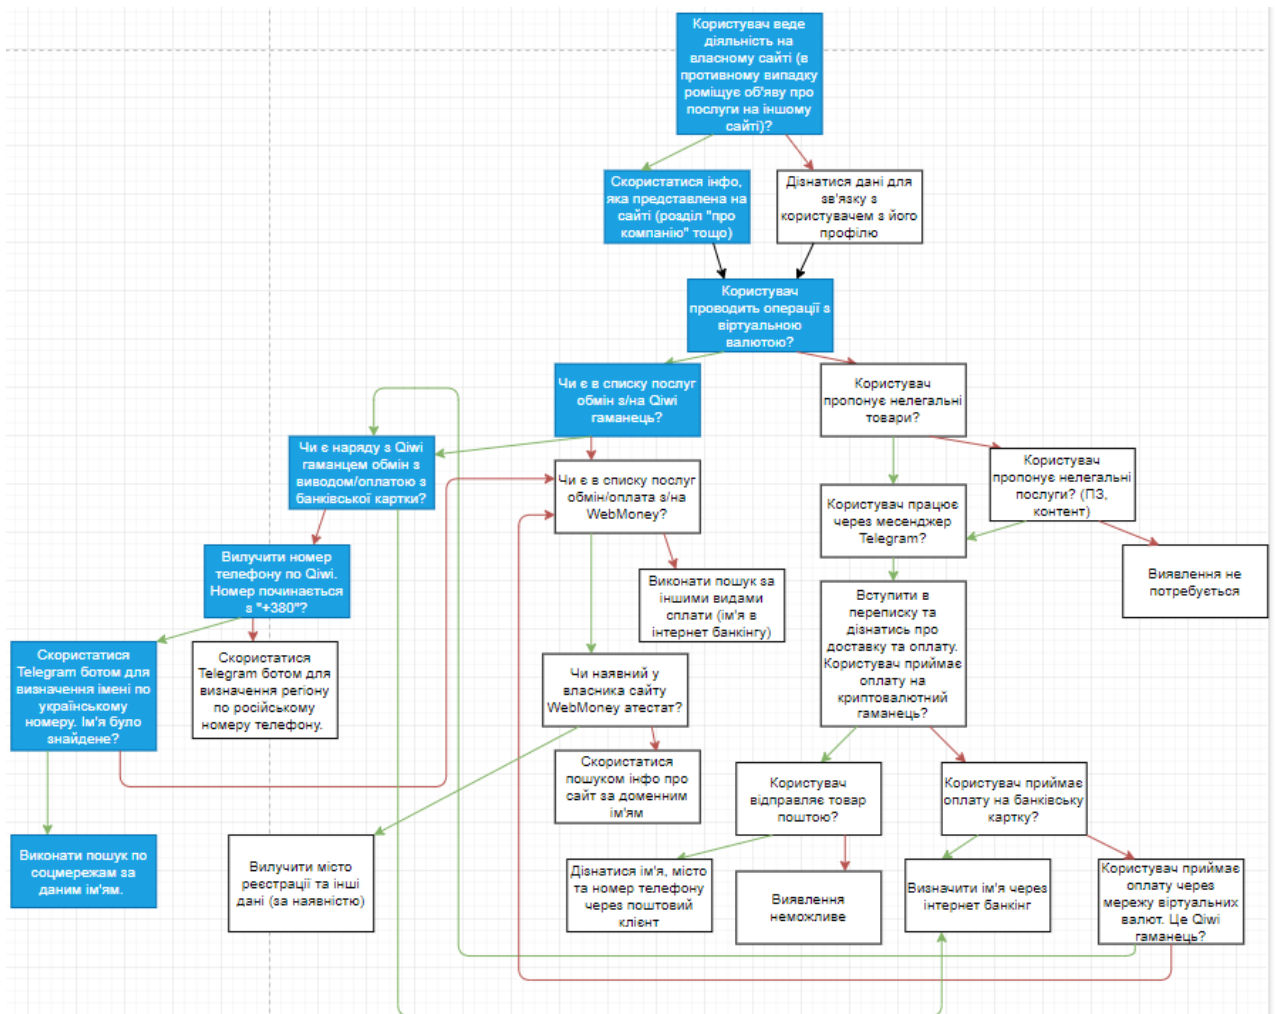 Користувач веде
діяльність на
власному сайті (в
противному випадку
роміщує об'яву про
послуги на іншому
сайті)?
Скористатися інфо,
яка представлена на
сайті (розділ "про
компанію" тощо)
Дізнатися дані для
зв'язку з
користувачем з його
профілю
Користувач
проводить операції з
віртуальною
валютою?
Чи є в списку послуг
обмін з/на Qiwi
гаманець?
Користувач
пропонує нелегальні
товари?
Чи є наряду з Qiwi
гаманцем обмін з
виводом/оплатою з
банківської картки?
Чи є в списку послуг
обмін/оплата з/на
WebMoney?
Користувач
пропонує нелегальні
послуги? (ПЗ,
контент)
Користувач працює
через месенджер
Telegram?
Вилучити номер
телефону по Qiwi.
Номер починається
з "+380"?
Виконати пошук за
іншими видами
сплати (ім'я в
інтернет банкінгу)
Виявлення не
потребується
Вступити в
переписку та
дізнатись про
доставку та оплату.
Користувач приймає
оплату на
криптовалютний
гаманець?
Скористатися
Telegram ботом для
визначення імені по
українському
номеру. Ім'я було
знайдене?
Скористатися
Telegram ботом для
визначення регіону
по російському
номеру телефону.
Чи наявний у
власника сайту
WebMoney атестат?
Скористатися
пошуком інфо про
сайт за доменним
ім'ям
Користувач
відправляє товар
поштою?
Користувач приймає
оплату на банківську
картку?
Виконати пошук по
соцмережам за
даним ім'ям.
Вилучити місто
реєстрації та інші
дані (за наявністю)
Дізнатися ім'я, місто
та номер телефону
через поштовий
клієнт
Виявлення
неможливе
Визначити ім'я через
інтернет банкінг
Користувач приймає
оплату через
мережу віртуальних
валют. Це Qiwi
гаманець?